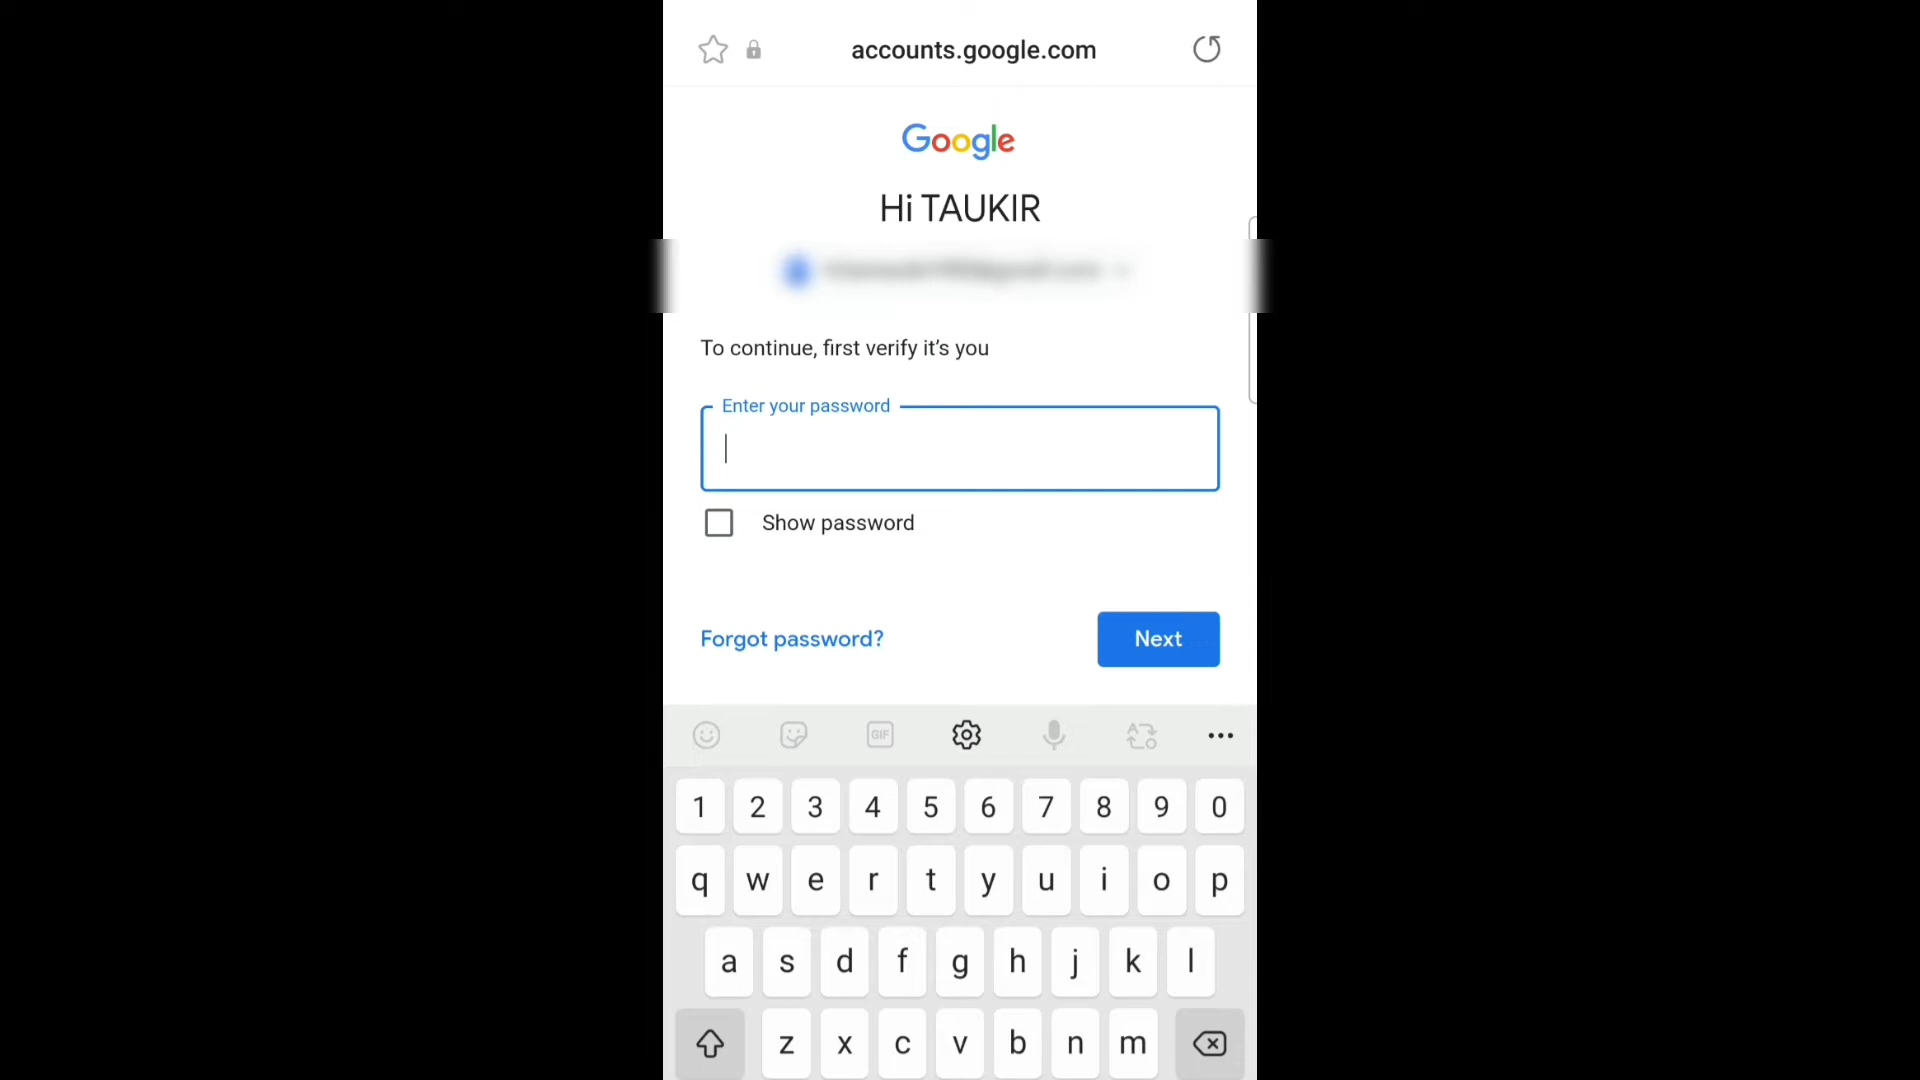 accounts.google.com
Google
Hi TAUKIR
To continue, first verify it’s you
Enter your password
Show password
Forgot password?
Next
GIF
1 2 3 4 5 6 7 8 9 0
q w e r t y u i o p
a s d f g h j k l
z x c v b n m